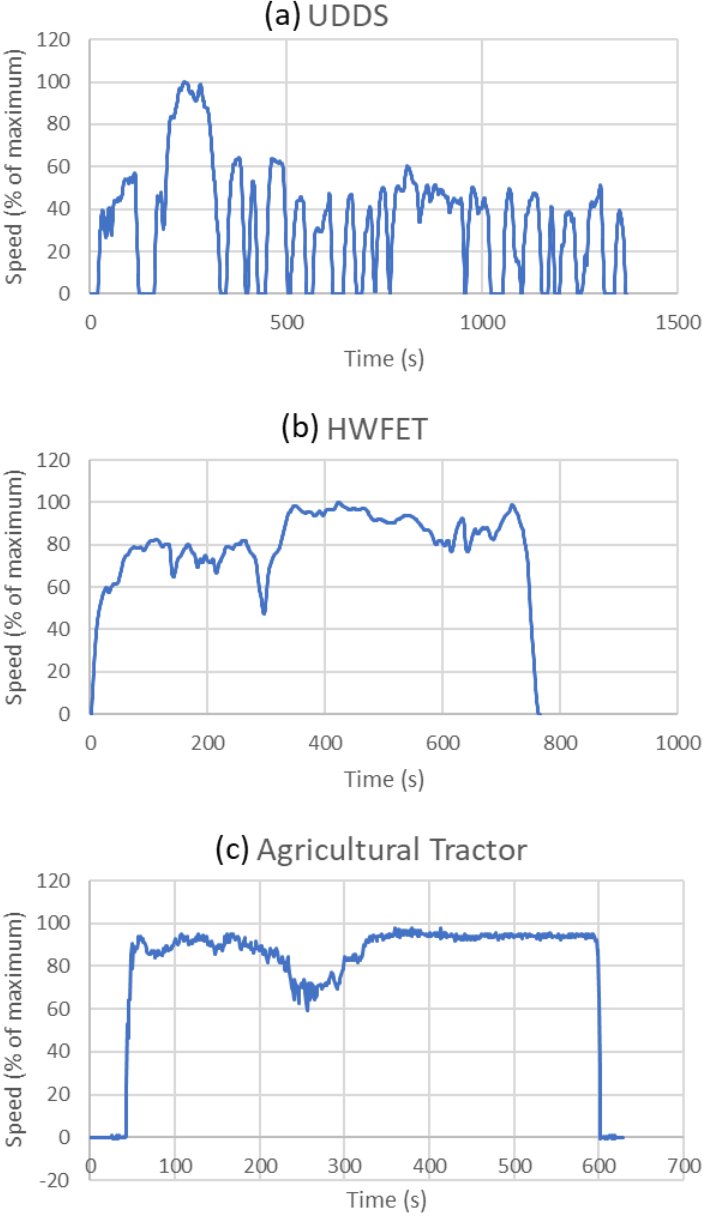 (a) UDDS
120
100
80
60
40
20
0
Speed (% of maximum)
0 500 1000 1500
Time (s)
(b) HWFET
120
100
80
60
40
20
0
Speed (% of maximum)
0 200 400 600 800 1000
Time (s)
(c) Agricultural Tractor
120
100
80
60
40
20
0
-20
Speed (% of maximum)
0 100 200 300 400 500 600 700
Time (s)